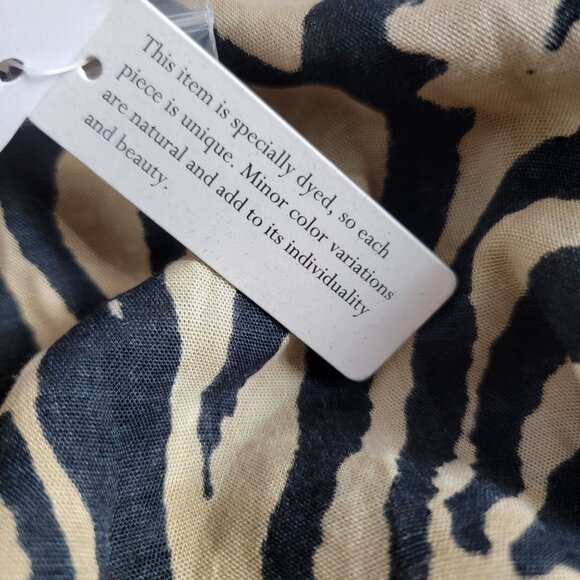 This item is specially dyed, so each
piece is unique. Minor color variations
are natural and add to its individuality
and beauty.